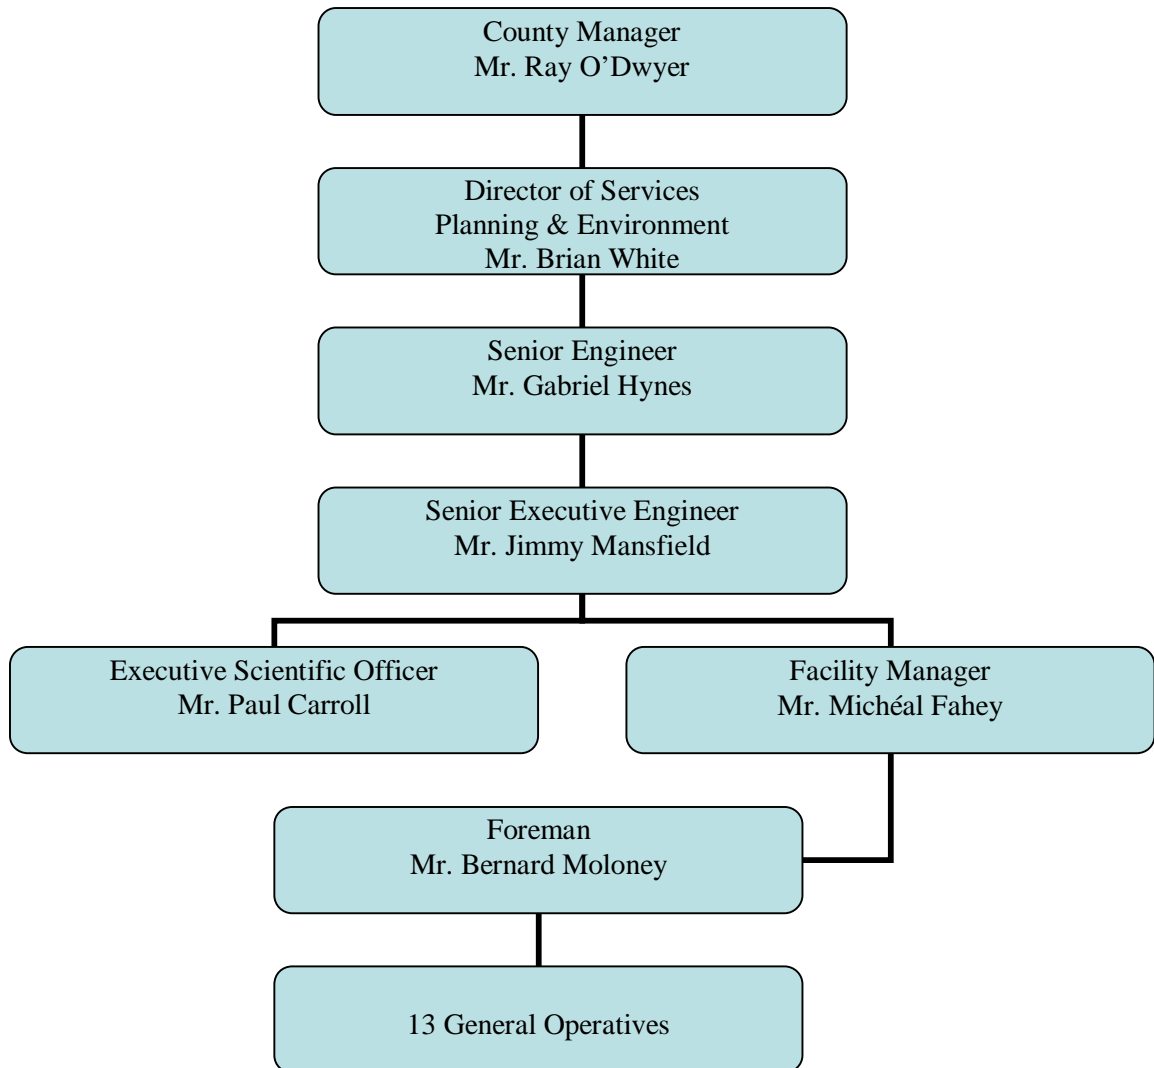 County Manager
Mr. Ray O’Dwyer
Director of Services
Planning & Environment
Mr. Brian White
Senior Engineer
Mr. Gabriel Hynes
Senior Executive Engineer
Mr. Jimmy Mansfield
Executive Scientific Officer
Mr. Paul Carroll
Facility Manager
Mr. Michéal Fahey
Foreman
Mr. Bernard Moloney
13 General Operatives